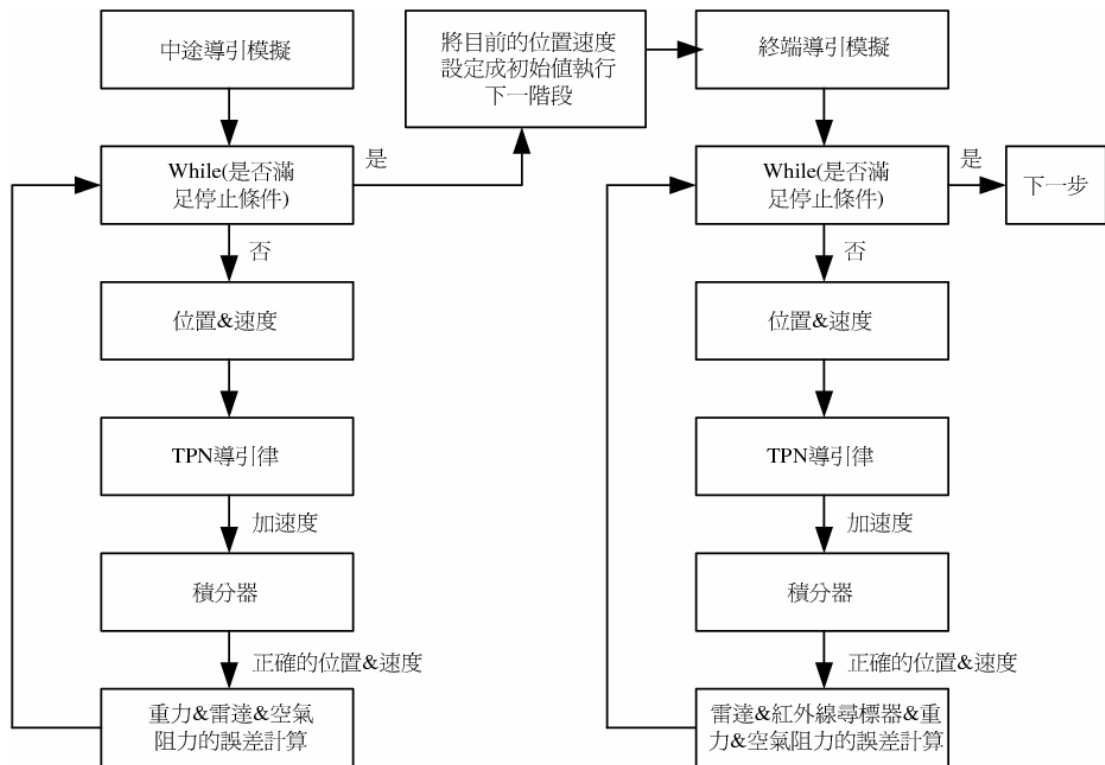 中途導引模擬
While(是否滿
足停止條件)
是
否
位置&速度
TPN導引律
加速度
積分器
正確的位置&速度
重力&雷達&空氣
阻力的誤差計算
將目前的位置速度
設定成初始值執行
下一階段
終端導引模擬
While(是否滿
足停止條件)
是
下一步
否
位置&速度
TPN導引律
加速度
積分器
正確的位置&速度
雷達&紅外線尋標器&重
力&空氣阻力的誤差計算